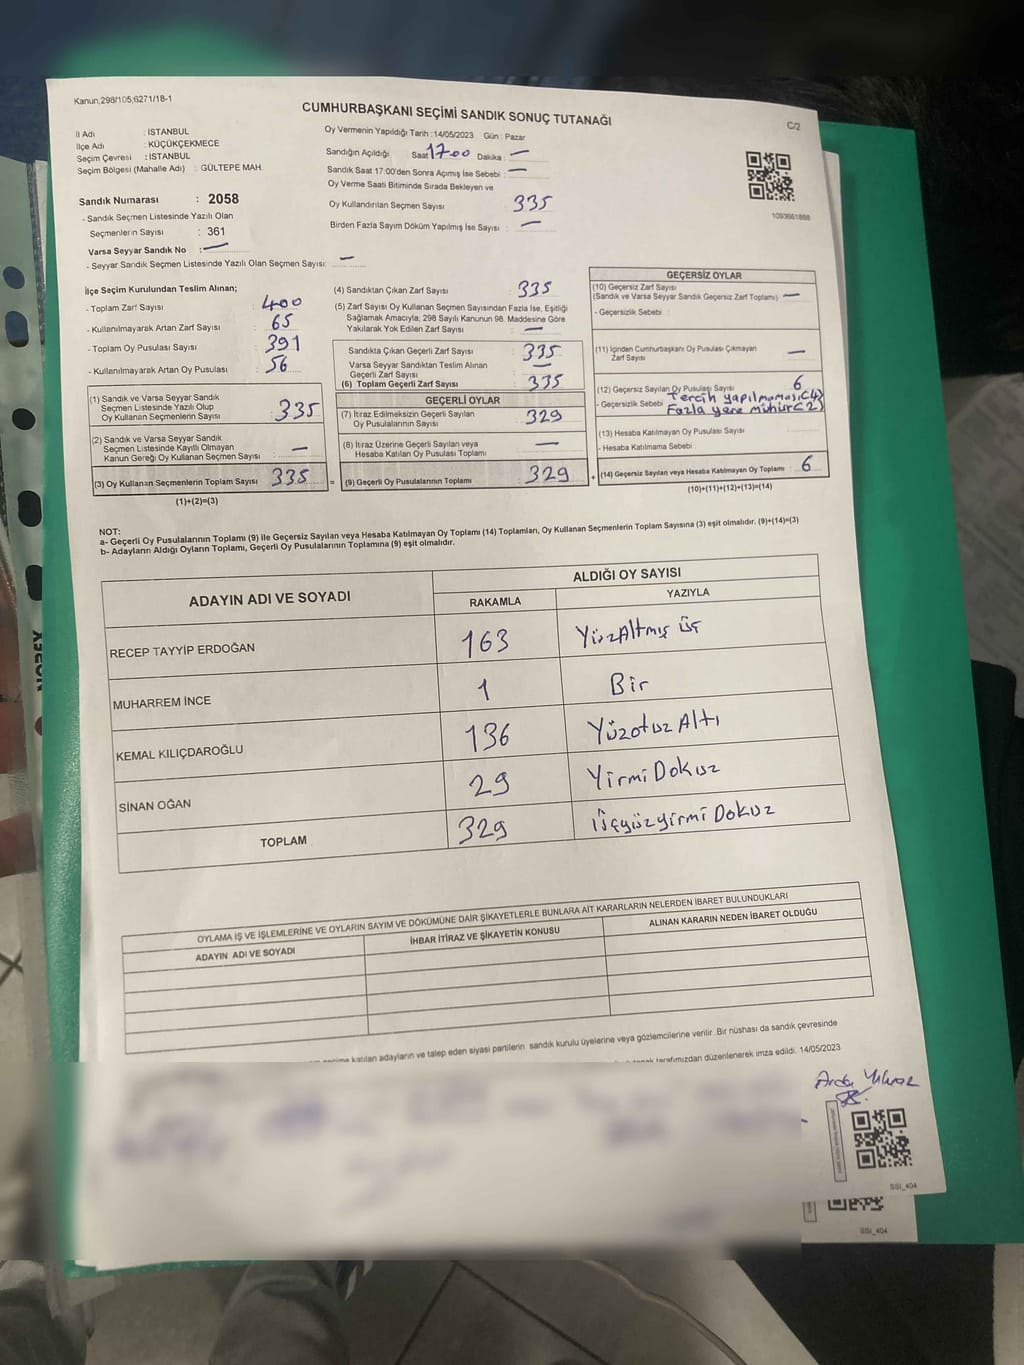 Kanun;298/105;6271/18-1
CUMHURBAŞKANI SEÇİMİ SANDIK SONUÇ TUTANAĞI
C/2
İl Adı : İSTANBUL
İlçe Adı : KÜÇÜKÇEKMECE
Seçim Çevresi : İSTANBUL
Seçim Bölgesi (Mahalle Adı) : GÜLTEPE MAH.
Sandık Numarası : 2058
- Sandık Seçmen Listesinde Yazılı Olan
Seçmenlerin Sayısı : 361
Varsa Seyyar Sandık No : —
- Seyyar Sandık Seçmen Listesinde Yazılı Olan Seçmen Sayısı: —
Oy Vermenin Yapıldığı Tarih : 14/05/2023 Gün : Pazar
Sandığın Açıldığı Saat 17:00 Dakika : —
Sandık Saat 17:00'den Sonra Açımış İse Sebebi : —
Oy Verme Saati Bitiminde Sırada Bekleyen ve
Oy Kullandırılan Seçmen Sayısı 335
Birden Fazla Sayım Döküm Yapılmış İse Sayısı : —
1093661888
İlçe Seçim Kurulundan Teslim Alınan;
- Toplam Zarf Sayısı : 400
- Kullanılmayarak Artan Zarf Sayısı : 65
- Toplam Oy Pusulası Sayısı : 391
- Kullanılmayarak Artan Oy Pusulası : 56
(1) Sandık ve Varsa Seyyar Sandık
Seçmen Listesinde Yazılı Olup
Oy Kullanan Seçmenlerin Sayısı : 335
(2) Sandık ve Varsa Seyyar Sandık
Seçmen Listesinde Kayıtlı Olmayan
Kanun Gereği Oy Kullanan Seçmen Sayısı : —
(3) Oy Kullanan Seçmenlerin Toplam Sayısı 335
(1)+(2)=(3)
(4) Sandıktan Çıkan Zarf Sayısı : 335
(5) Zarf Sayısı Oy Kullanan Seçmen Sayısından Fazla İse, Eşitliği
Sağlamak Amacıyla; 298 Sayılı Kanunun 98. Maddesine Göre
Yakılarak Yok Edilen Zarf Sayısı : —
Sandıkta Çıkan Geçerli Zarf Sayısı : 335
Varsa Seyyar Sandıktan Teslim Alınan
Geçerli Zarf Sayısı : —
(6) Toplam Geçerli Zarf Sayısı : 335
GEÇERLİ OYLAR
(7) İtiraz Edilmeksizin Geçerli Sayılan
Oy Pusulalarının Sayısı : 329
(8) İtiraz Üzerine Geçerli Sayılan veya
Hesaba Katılan Oy Pusulası Toplamı : —
= (9) Geçerli Oy Pusulalarının Toplamı : 329
GEÇERSİZ OYLAR
(10) Geçersiz Zarf Sayısı
(Sandık ve Varsa Seyyar Sandık Geçersiz Zarf Toplamı) : —
- Geçersizlik Sebebi :
(11) İçinden Cumhurbaşkanı Oy Pusulası Çıkmayan
Zarf Sayısı : —
(12) Geçersiz Sayılan Oy Pusulası Sayısı : 6
- Geçersizlik Sebebi Tercih yapılmaması(4)
Fazla yere mühür(2)
(13) Hesaba Katılmayan Oy Pusulası Sayısı :
- Hesaba Katılmama Sebebi :
+ (14) Geçersiz Sayılan veya Hesaba Katılmayan Oy Toplamı : 6
(10)+(11)+(12)+(13)=(14)
NOT:
a- Geçerli Oy Pusulalarının Toplamı (9) ile Geçersiz Sayılan veya Hesaba Katılmayan Oy Toplamı (14) Toplamları, Oy Kullanan Seçmenlerin Toplam Sayısına (3) eşit olmalıdır. (9)+(14)=(3)
b- Adayların Aldığı Oyların Toplamı, Geçerli Oy Pusulalarının Toplamına (9) eşit olmalıdır.
ADAYIN ADI VE SOYADI ALDIĞI OY SAYISI
RAKAMLA YAZIYLA
RECEP TAYYİP ERDOĞAN 163 YüzAltmış üç
MUHARREM İNCE 1 Bir
KEMAL KILIÇDAROĞLU 136 Yüzotuz Altı
SİNAN OĞAN 29 Yirmi Dokuz
TOPLAM 329 üçyüzyirmi Dokuz
OYLAMA İŞ VE İŞLEMLERİNE VE OYLARIN SAYIM VE DÖKÜMÜNE DAİR ŞİKAYETLERLE BUNLARA AİT KARARLARIN NELERDEN İBARET BULUNDUKLARI
ADAYIN ADI VE SOYADI İHBAR İTİRAZ VE ŞİKAYETİN KONUSU ALINAN KARARIN NEDEN İBARET OLDUĞU
katılan adayların ve talep eden siyasi partilerin sandık kurulu üyelerine veya gözlemcilerine verilir. Bir nüshası da sandık çevresinde
tarafımızdan düzenlenerek imza edildi. 14/05/2023
Arda Yılmaz
SSI_404
SSI_404